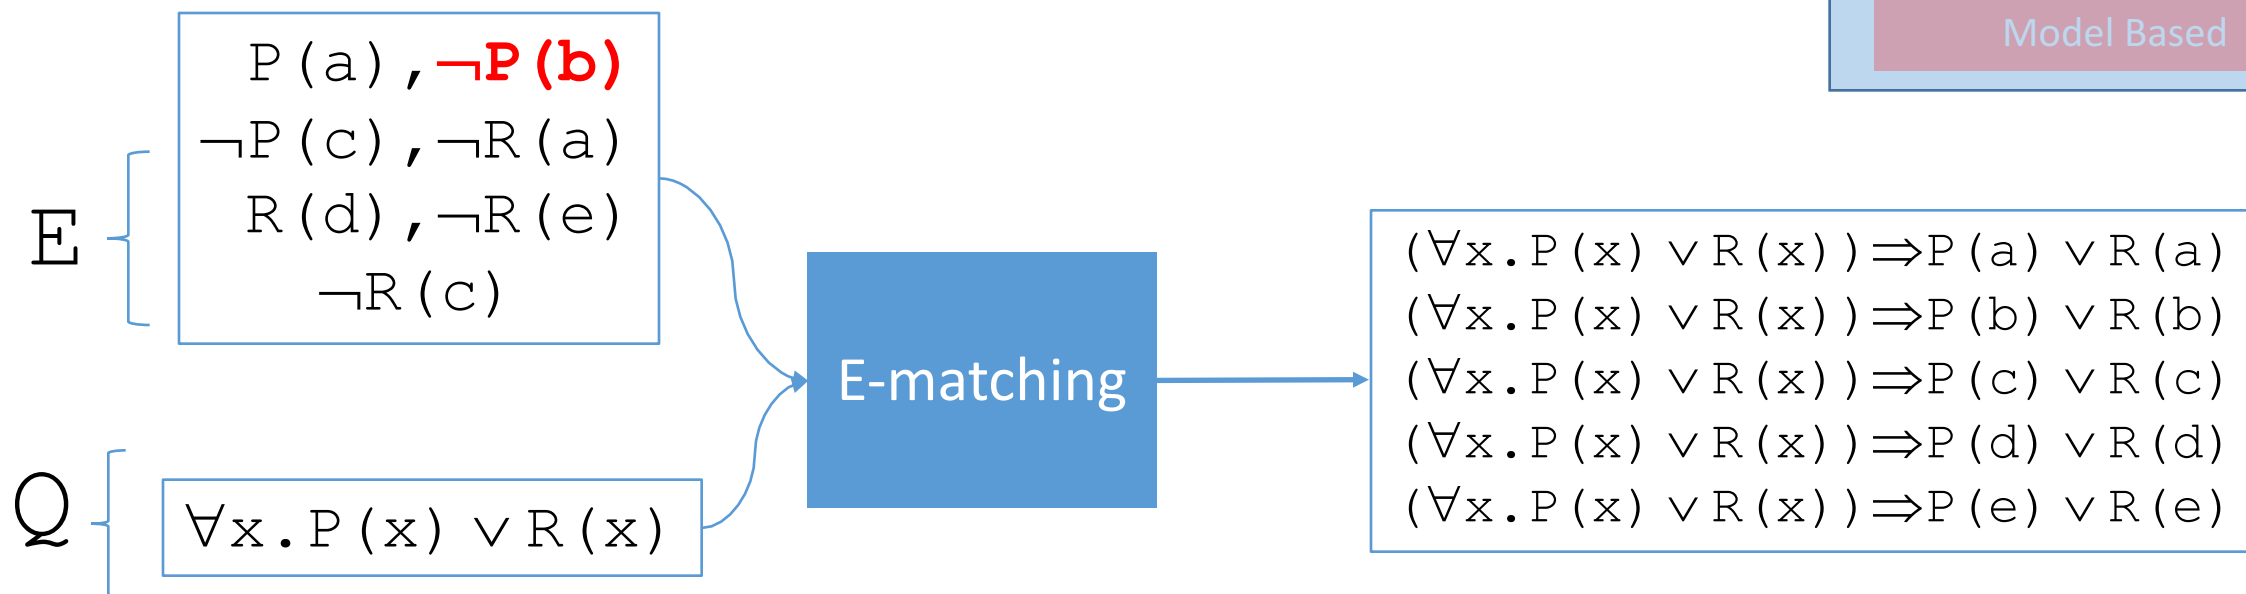 Model Based
P(a),¬P(b)
¬P(c),¬R(a)
R(d),¬R(e)
¬R(c)
E
E-matching
(∀x.P(x)∨R(x))⇒P(a)∨R(a)
(∀x.P(x)∨R(x))⇒P(b)∨R(b)
(∀x.P(x)∨R(x))⇒P(c)∨R(c)
(∀x.P(x)∨R(x))⇒P(d)∨R(d)
(∀x.P(x)∨R(x))⇒P(e)∨R(e)
Q
∀x.P(x)∨R(x)